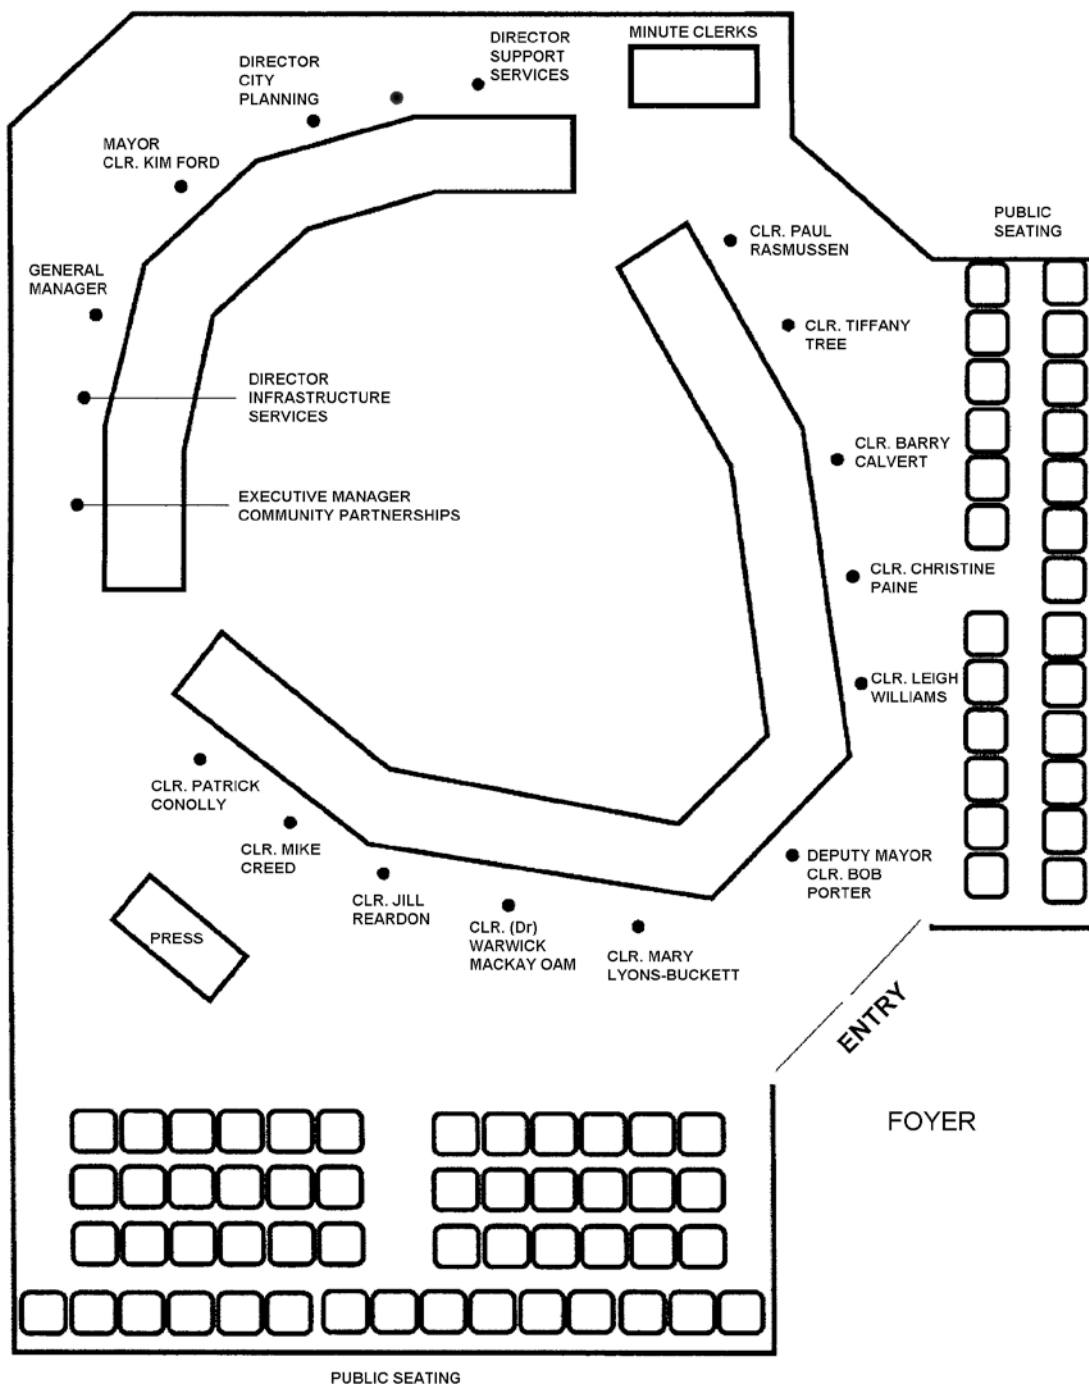 MINUTE CLERKS
DIRECTOR
SUPPORT
SERVICES
DIRECTOR
CITY
PLANNING
MAYOR
CLR. KIM FORD
GENERAL
MANAGER
DIRECTOR
INFRASTRUCTURE
SERVICES
EXECUTIVE MANAGER
COMMUNITY PARTNERSHIPS
CLR. PAUL
RASMUSSEN
PUBLIC
SEATING
CLR. TIFFANY
TREE
CLR. BARRY
CALVERT
CLR. CHRISTINE
PAINE
CLR. LEIGH
WILLIAMS
DEPUTY MAYOR
CLR. BOB
PORTER
CLR. PATRICK
CONOLLY
CLR. MIKE
CREED
CLR. JILL
REARDON
CLR. (Dr)
WARWICK
MACKAY OAM
CLR. MARY
LYONS-BUCKETT
PRESS
ENTRY
FOYER
PUBLIC SEATING